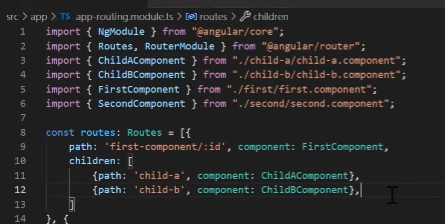 src > app > TS app-routing.module.ts > routes > children
1 import { NgModule } from "@angular/core";
2 import { Routes, RouterModule } from "@angular/router";
3 import { ChildAComponent } from "./child-a/child-a.component";
4 import { ChildBComponent } from "./child-b/child-b.component";
5 import { FirstComponent } from "./first/first.component";
6 import { SecondComponent } from "./second/second.component";
7
8 const routes: Routes = [{
9 path: 'first-component/:id', component: FirstComponent,
10 children: [
11 {path: 'child-a', component: ChildAComponent},
12 {path: 'child-b', component: ChildBComponent},
13 ]
14 }, {